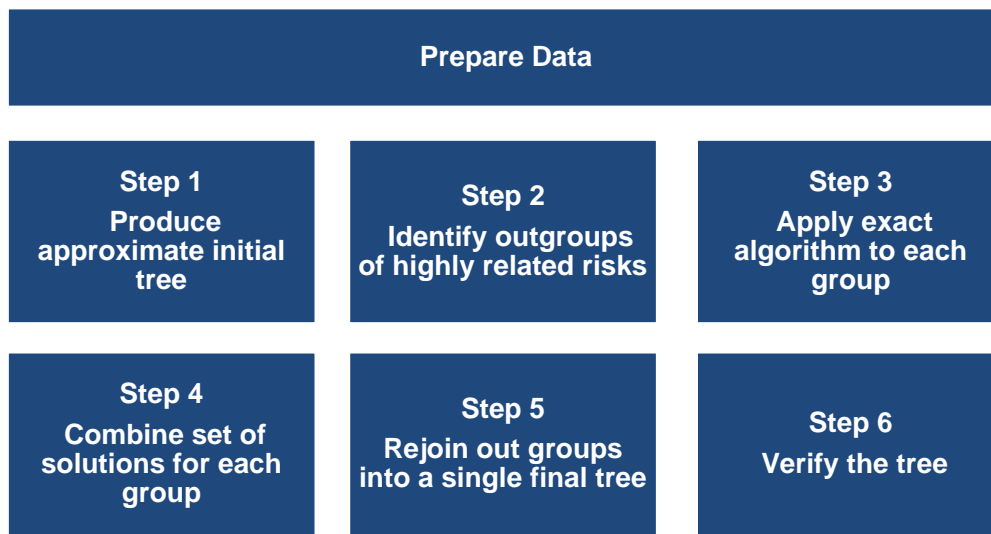 Prepare Data
Step 1
Produce
approximate initial
tree
Step 2
Identify outgroups
of highly related risks
Step 3
Apply exact
algorithm to each
group
Step 4
Combine set of
solutions for each
group
Step 5
Rejoin out groups
into a single final tree
Step 6
Verify the tree